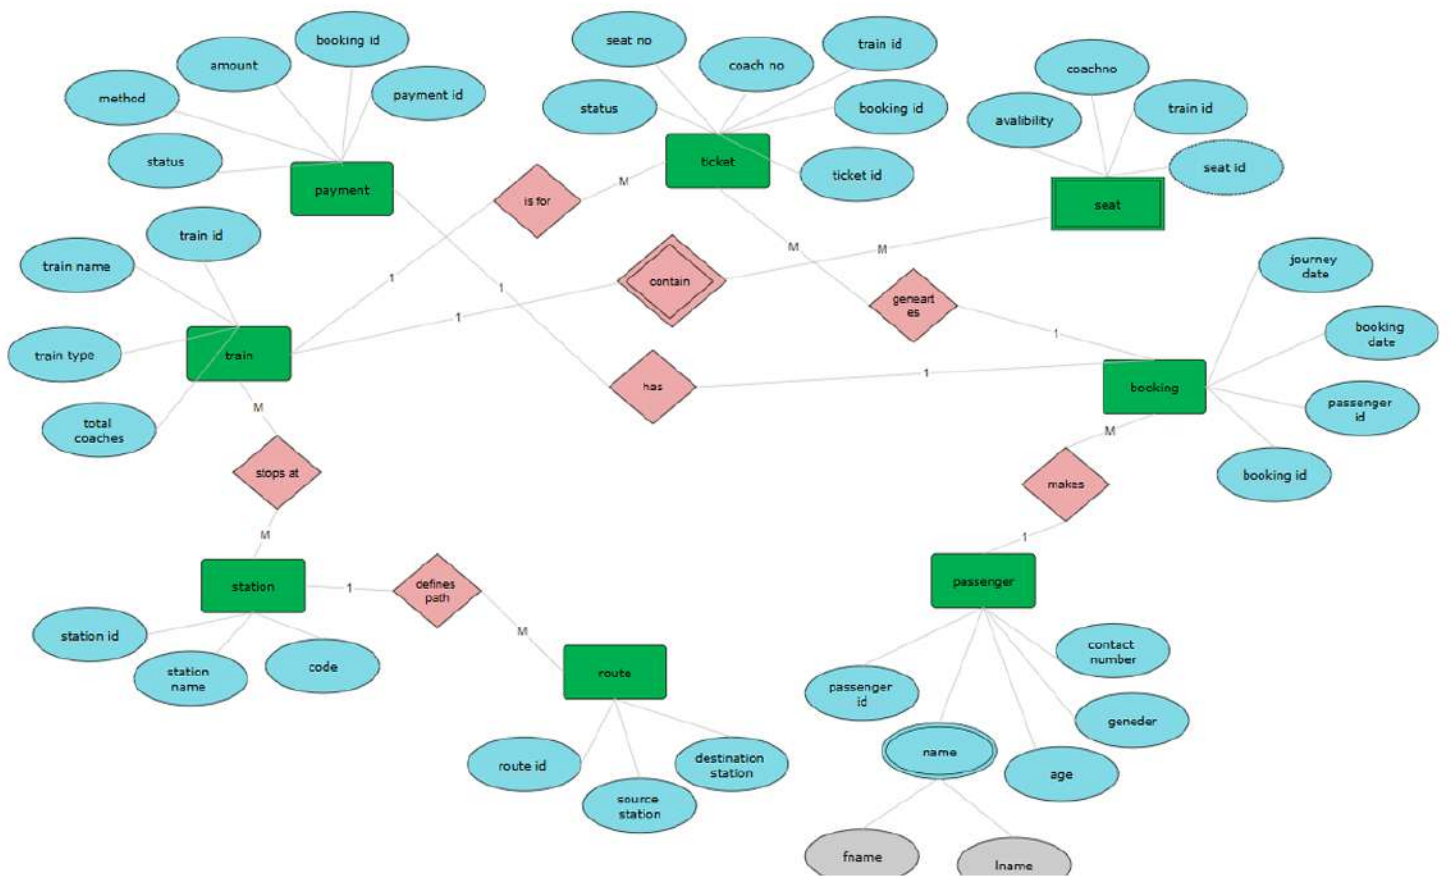 booking id
seat no
train id
amount
coach no
coachno
method
payment id
status
booking id
avalibility
train id
status
ticket
payment
is for
M
ticket id
seat id
seat
train id
train name
1
contain
M
M
journey
date
1
1
geneart
es
booking
date
train type
train
1
has
1
1
booking
passenger
id
total
coaches
M
M
stops at
makes
booking id
M
1
station
1
defines
path
passenger
station id
station
name
code
M
route
contact
number
passenger
id
geneder
route id
destination
station
source
station
name
age
fname
lname